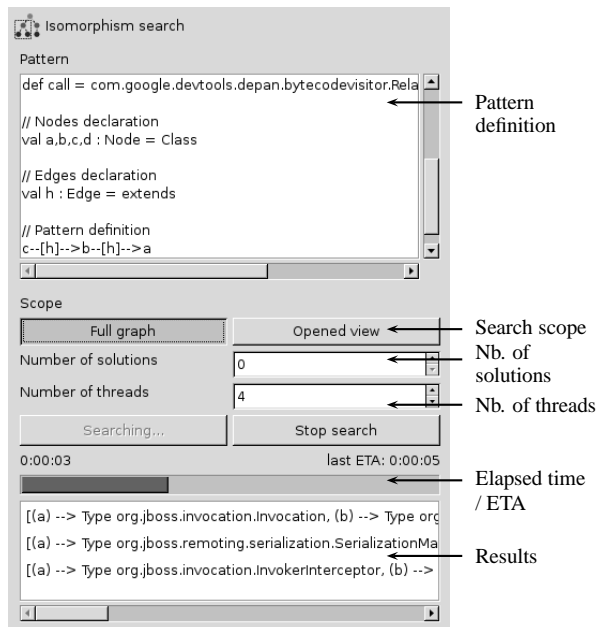 Isomorphism search
Pattern
def call = com.google.devtools.depan.bytecodevisitor.Rela
// Nodes declaration
val a,b,c,d : Node = Class
// Edges declaration
val h : Edge = extends
// Pattern definition
c--[h]-->b--[h]-->a
Pattern
definition
Scope
Full graph
Opened view
Search scope
Number of solutions
0
Nb. of
solutions
Number of threads
4
Nb. of threads
Searching...
Stop search
0:00:03
last ETA: 0:00:05
Elapsed time
/ ETA
[(a) --> Type org.jboss.invocation.Invocation, (b) --> Type org
[(a) --> Type org.jboss.remoting.serialization.SerializationMa
[(a) --> Type org.jboss.invocation.InvokerInterceptor, (b) -->
Results